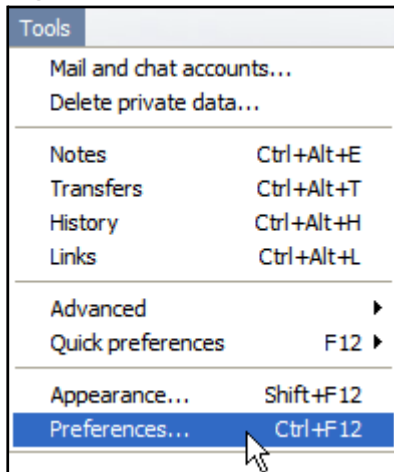 Tools
Mail and chat accounts...
Delete private data...
Notes Ctrl+Alt+E
Transfers Ctrl+Alt+T
History Ctrl+Alt+H
Links Ctrl+Alt+L
Advanced
Quick preferences F12
Appearance... Shift+F12
Preferences... Ctrl+F12